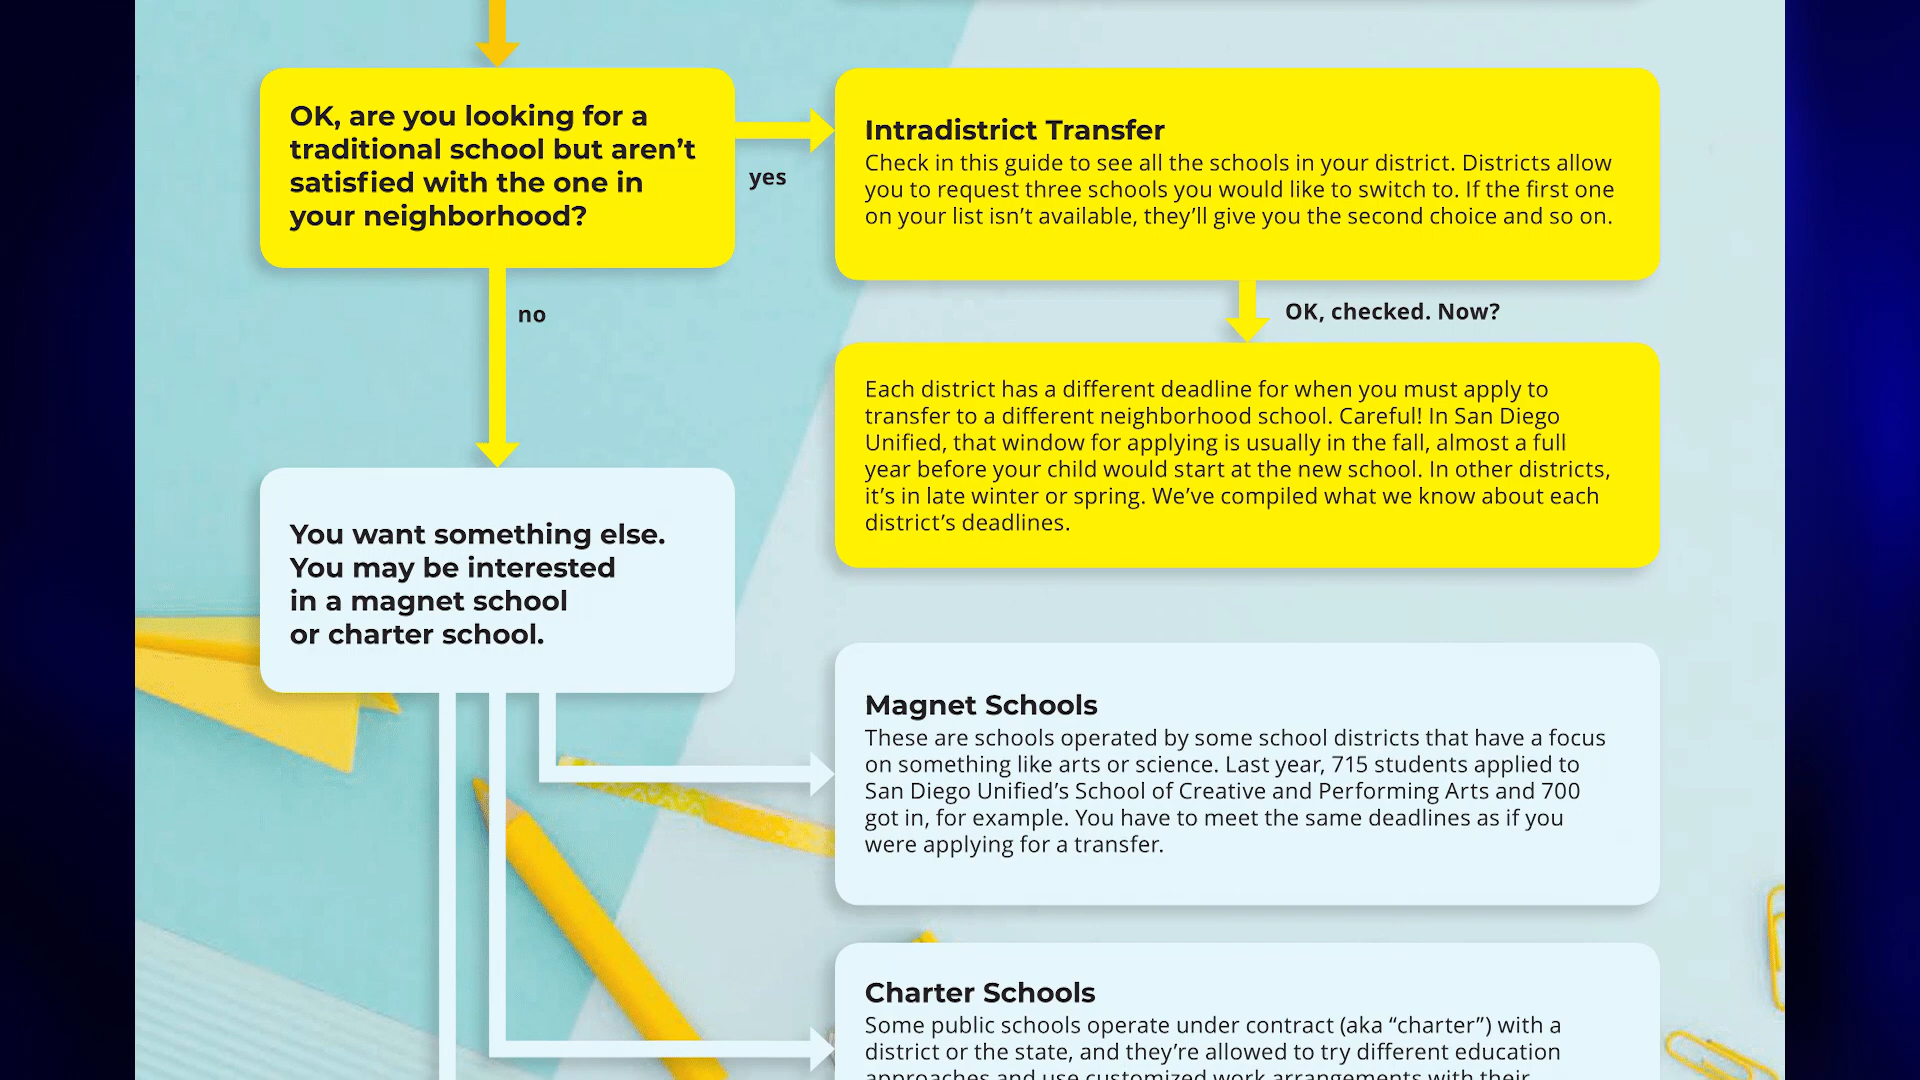 OK, are you looking for a
traditional school but aren’t
satisfied with the one in
your neighborhood?
yes
Intradistrict Transfer
Check in this guide to see all the schools in your district. Districts allow
you to request three schools you would like to switch to. If the first one
on your list isn’t available, they’ll give you the second choice and so on.
no
OK, checked. Now?
Each district has a different deadline for when you must apply to
transfer to a different neighborhood school. Careful! In San Diego
Unified, that window for applying is usually in the fall, almost a full
year before your child would start at the new school. In other districts,
it’s in late winter or spring. We’ve compiled what we know about each
district’s deadlines.
You want something else.
You may be interested
in a magnet school
or charter school.
Magnet Schools
These are schools operated by some school districts that have a focus
on something like arts or science. Last year, 715 students applied to
San Diego Unified’s School of Creative and Performing Arts and 700
got in, for example. You have to meet the same deadlines as if you
were applying for a transfer.
Charter Schools
Some public schools operate under contract (aka “charter”) with a
district or the state, and they’re allowed to try different education
approaches and use customized work arrangements with their